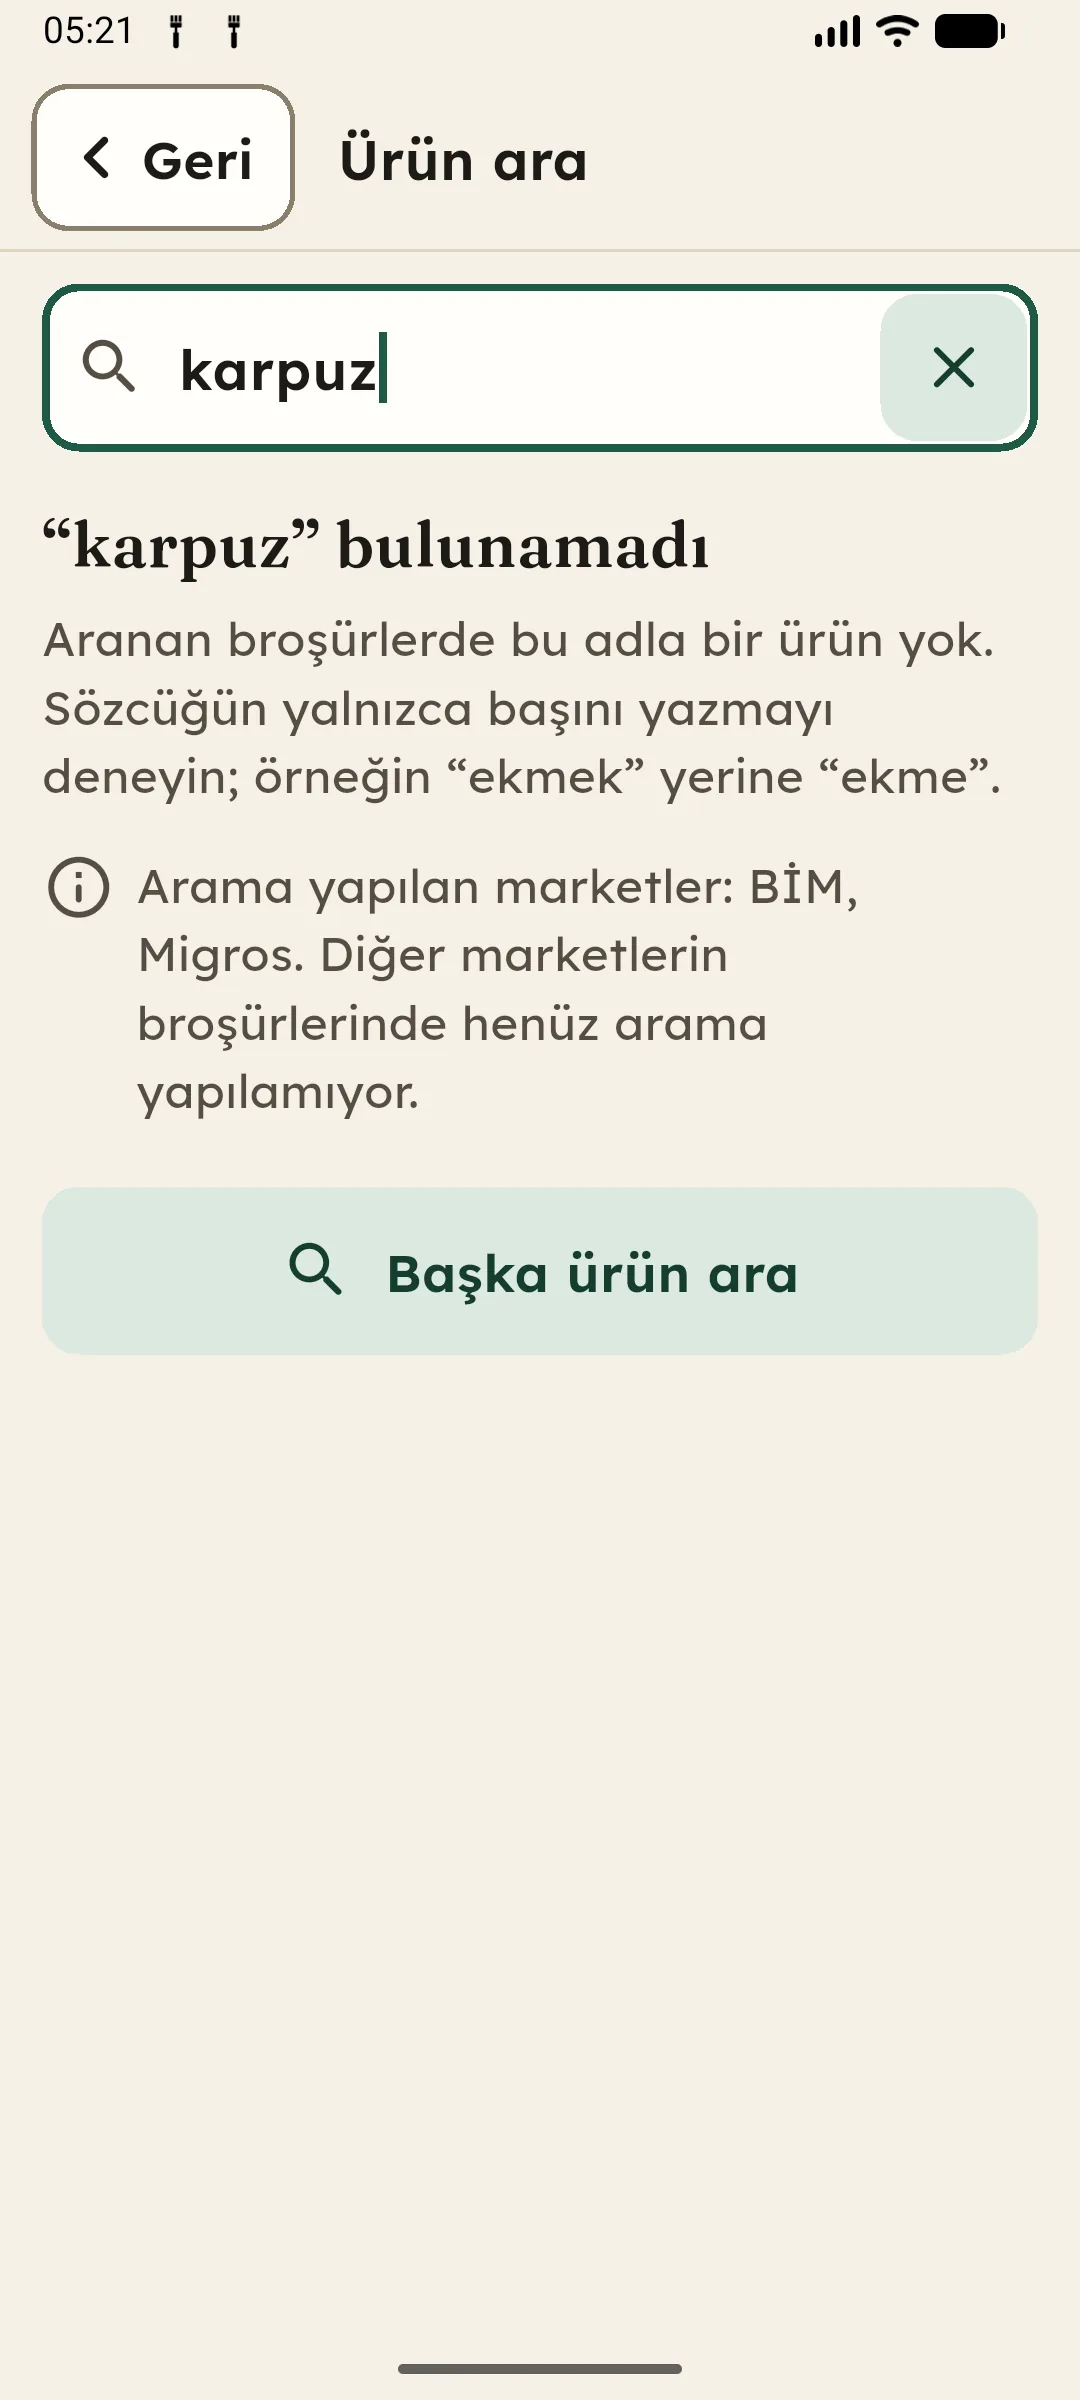 05:21
Geri
Ürün ara
karpuz
“karpuz” bulunamadı
Aranan broşürlerde bu adla bir ürün yok.
Sözcüğün yalnızca başını yazmayı
deneyin; örneğin “ekmek” yerine “ekme”.
Arama yapılan marketler: BİM,
Migros. Diğer marketlerin
broşürlerinde henüz arama
yapılamıyor.
Başka ürün ara